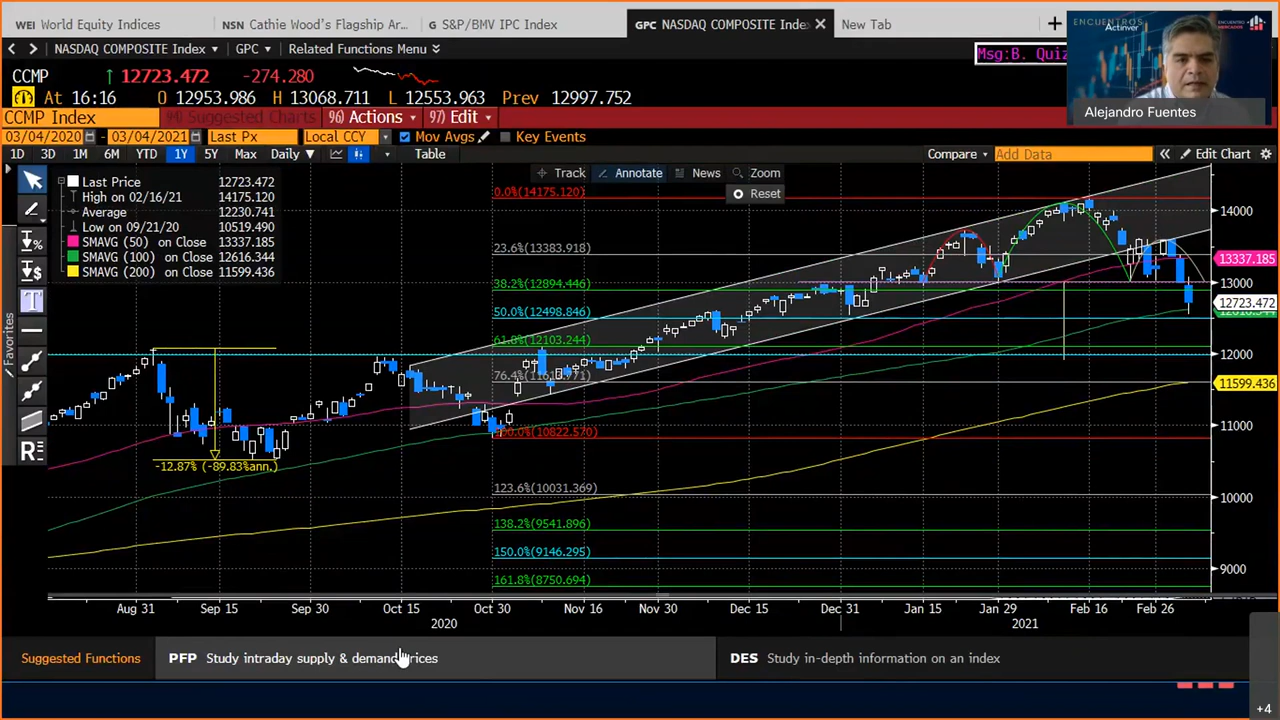 WEI World Equity Indices
NSN Cathie Wood's Flagship Ar...
G S&P/BMV IPC Index
GPC NASDAQ COMPOSITE Inde
New Tab
ENCUENTROS
Actinver
NASDAQ COMPOSITE Index
GPC
Related Functions Menu
Msg:B. Quiz
Alejandro Fuentes
CCMP
12723.472
-274.280
At 16:16
O 12953.986
H 13068.711
L 12553.963
Prev 12997.752
CCMP Index
94 Suggested Charts
96 Actions
97 Edit
03/04/2020 - 03/04/2021
Last Px
Local CCY
Mov Avgs
Key Events
1D 3D 1M 6M YTD 1Y 5Y Max Daily
Table
Compare
Add Data
Edit Chart
Track
Annotate
News
Zoom
Reset
Last Price 12723.472
High on 02/16/21 14175.120
Average 12230.741
Low on 09/21/20 10519.490
SMAVG (50) on Close 13337.185
SMAVG (100) on Close 12616.344
SMAVG (200) on Close 11599.436
Favorites
0.0%(14175.120)
23.6%(13383.918)
38.2%(12894.446)
50.0%(12498.846)
61.8%(12103.244)
100.0%(10822.570)
123.6%(10031.369)
138.2%(9541.896)
150.0%(9146.295)
161.8%(8750.694)
-12.87% (-89.83%ann.)
14000
13337.185
13000
12723.472
12000
11599.436
11000
10000
9000
Aug 31 Sep 15 Sep 30 Oct 15 Oct 30 Nov 16 Nov 30 Dec 15 Dec 31 Jan 15 Jan 29 Feb 16 Feb 26
2020 2021
Suggested Functions
PFP Study intraday supply & demand prices
DES Study in-depth information on an index
+4